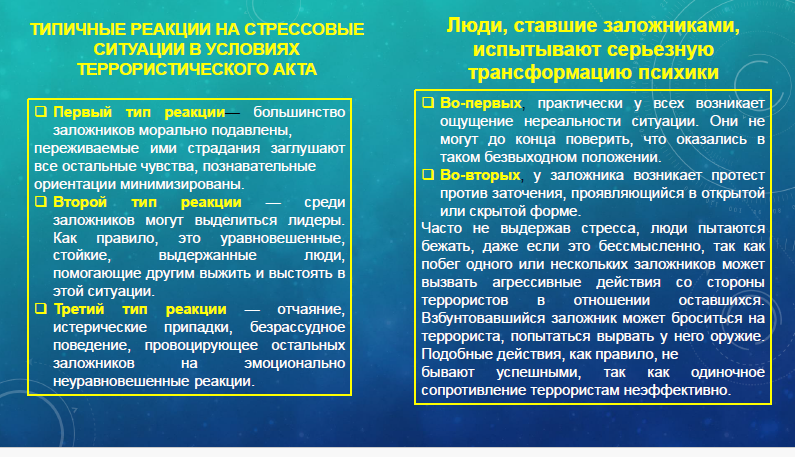 ТИПИЧНЫЕ РЕАКЦИИ НА СТРЕССОВЫЕ
СИТУАЦИИ В УСЛОВИЯХ
ТЕРРОРИСТИЧЕСКОГО АКТА
Первый тип реакции— большинство
заложников морально подавлены,
переживаемые ими страдания заглушают
все остальные чувства, познавательные
ориентации минимизированы.
Второй тип реакции — среди
заложников могут выделиться лидеры.
Как правило, это уравновешенные,
стойкие, выдержанные люди,
помогающие другим выжить и выстоять в
этой ситуации.
Третий тип реакции — отчаяние,
истерические припадки, безрассудное
поведение, провоцирующее остальных
заложников на эмоционально
неуравновешенные реакции.
Люди, ставшие заложниками,
испытывают серьезную
трансформацию психики
Во-первых, практически у всех возникает
ощущение нереальности ситуации. Они не
могут до конца поверить, что оказались в
таком безвыходном положении.
Во-вторых, у заложника возникает протест
против заточения, проявляющийся в открытой
или скрытой форме.
Часто не выдержав стресса, люди пытаются
бежать, даже если это бессмысленно, так как
побег одного или нескольких заложников может
вызвать агрессивные действия со стороны
террористов в отношении оставшихся.
Взбунтовавшийся заложник может броситься на
террориста, попытаться вырвать у него оружие.
Подобные действия, как правило, не
бывают успешными, так как одиночное
сопротивление террористам неэффективно.